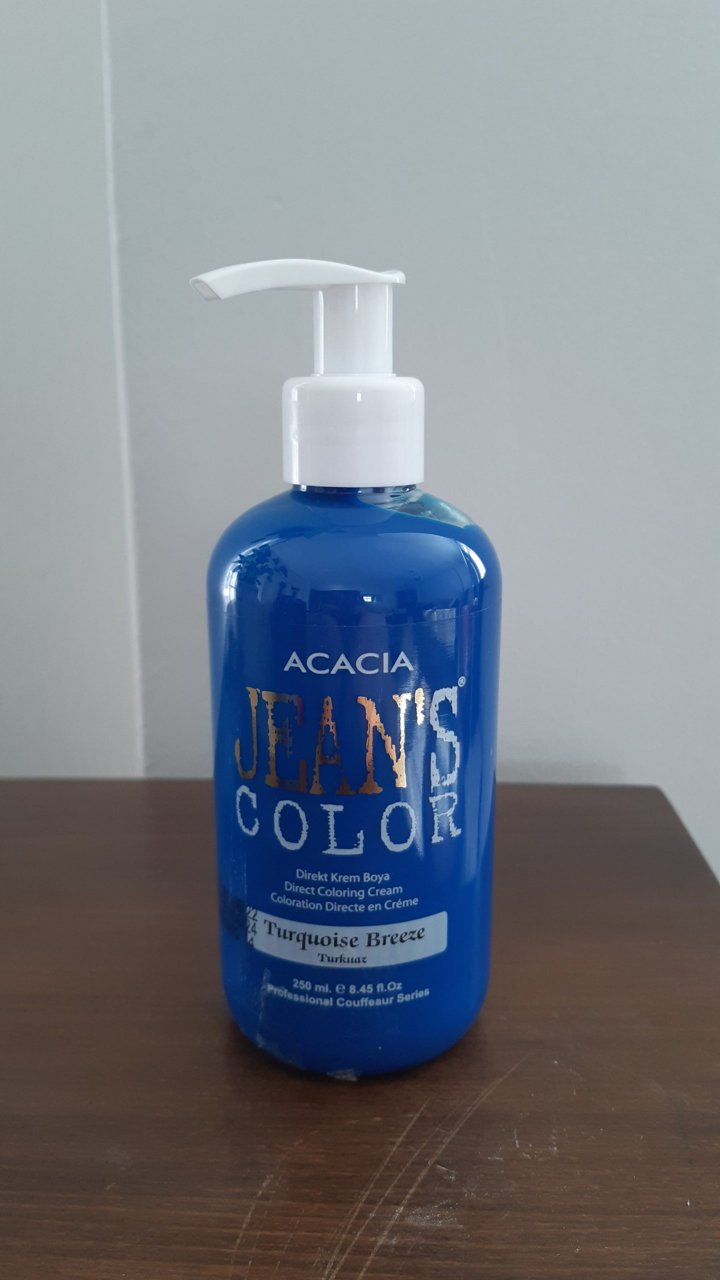 ACACIA
JEAN'S®
COLOR
Direkt Krem Boya
Direct Coloring Cream
Coloration Directe en Créme
Turquoise Breeze
Turkuaz
250 ml. ℮ 8.45 fl.Oz
Professional Couffeaur Series